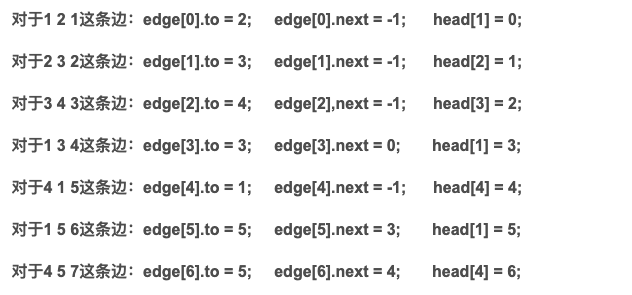 对于1 2 1这条边：edge[0].to = 2; edge[0].next = -1; head[1] = 0;
对于2 3 2这条边：edge[1].to = 3; edge[1].next = -1; head[2] = 1;
对于3 4 3这条边：edge[2].to = 4; edge[2],next = -1; head[3] = 2;
对于1 3 4这条边：edge[3].to = 3; edge[3].next = 0; head[1] = 3;
对于4 1 5这条边：edge[4].to = 1; edge[4].next = -1; head[4] = 4;
对于1 5 6这条边：edge[5].to = 5; edge[5].next = 3; head[1] = 5;
对于4 5 7这条边：edge[6].to = 5; edge[6].next = 4; head[4] = 6;